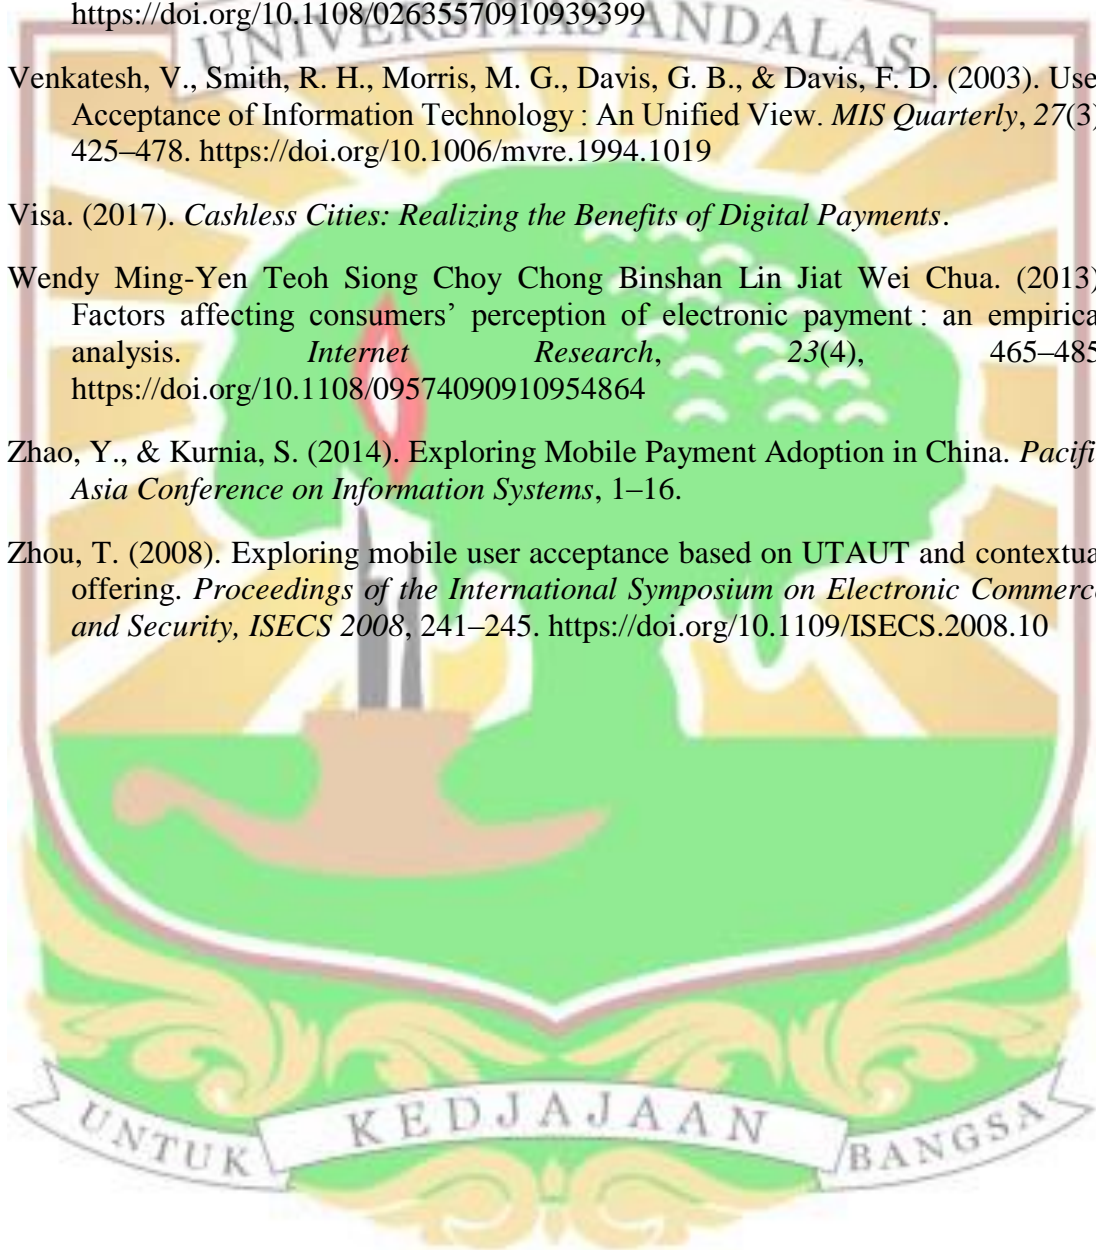 https://doi.org/10.1108/02635570910939399
UNIVERSITAS ANDALAS
Venkatesh, V., Smith, R. H., Morris, M. G., Davis, G. B., & Davis, F. D. (2003). Use
Acceptance of Information Technology : An Unified View. MIS Quarterly, 27(3)
425–478. https://doi.org/10.1006/mvre.1994.1019
Visa. (2017). Cashless Cities: Realizing the Benefits of Digital Payments.
Wendy Ming-Yen Teoh Siong Choy Chong Binshan Lin Jiat Wei Chua. (2013)
Factors affecting consumers’ perception of electronic payment : an empirica
analysis. Internet Research, 23(4), 465–485
https://doi.org/10.1108/09574090910954864
Zhao, Y., & Kurnia, S. (2014). Exploring Mobile Payment Adoption in China. Pacifi
Asia Conference on Information Systems, 1–16.
Zhou, T. (2008). Exploring mobile user acceptance based on UTAUT and contextua
offering. Proceedings of the International Symposium on Electronic Commerc
and Security, ISECS 2008, 241–245. https://doi.org/10.1109/ISECS.2008.10
UNTUK KEDJAJAAN BANGSA